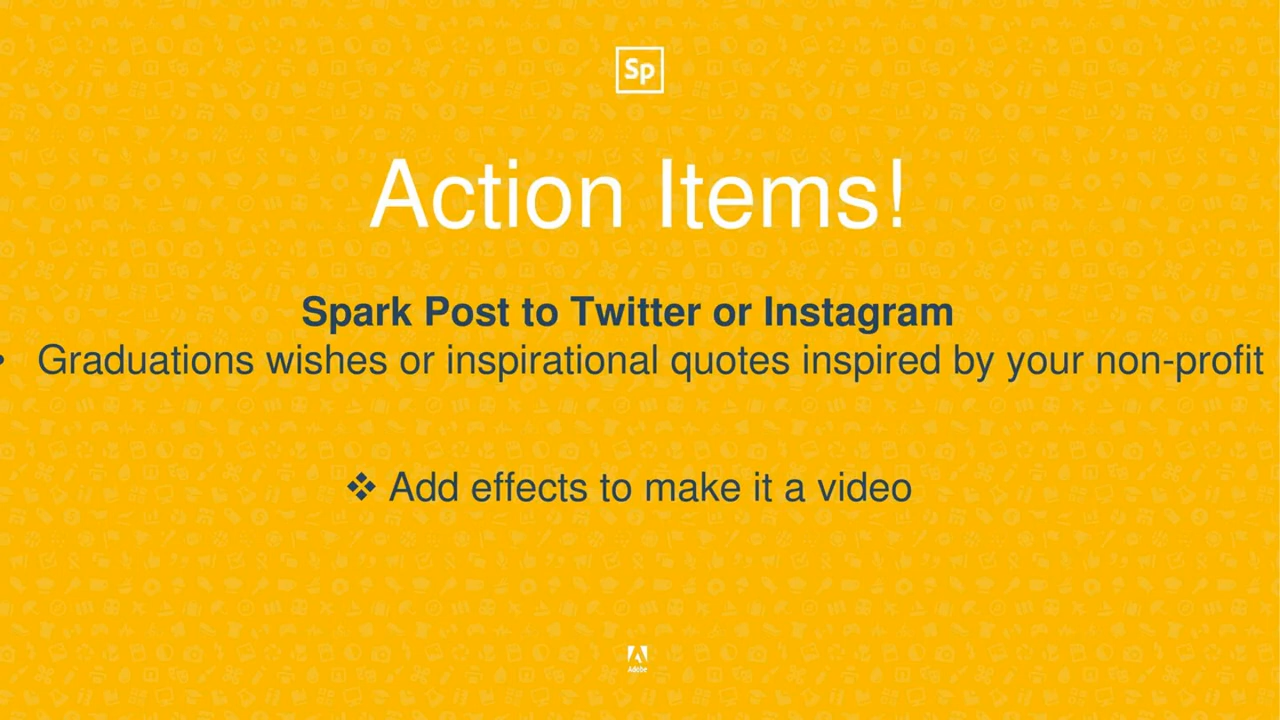 Sp
Action Items!
Spark Post to Twitter or Instagram
• Graduations wishes or inspirational quotes inspired by your non-profit
❖ Add effects to make it a video
Adobe